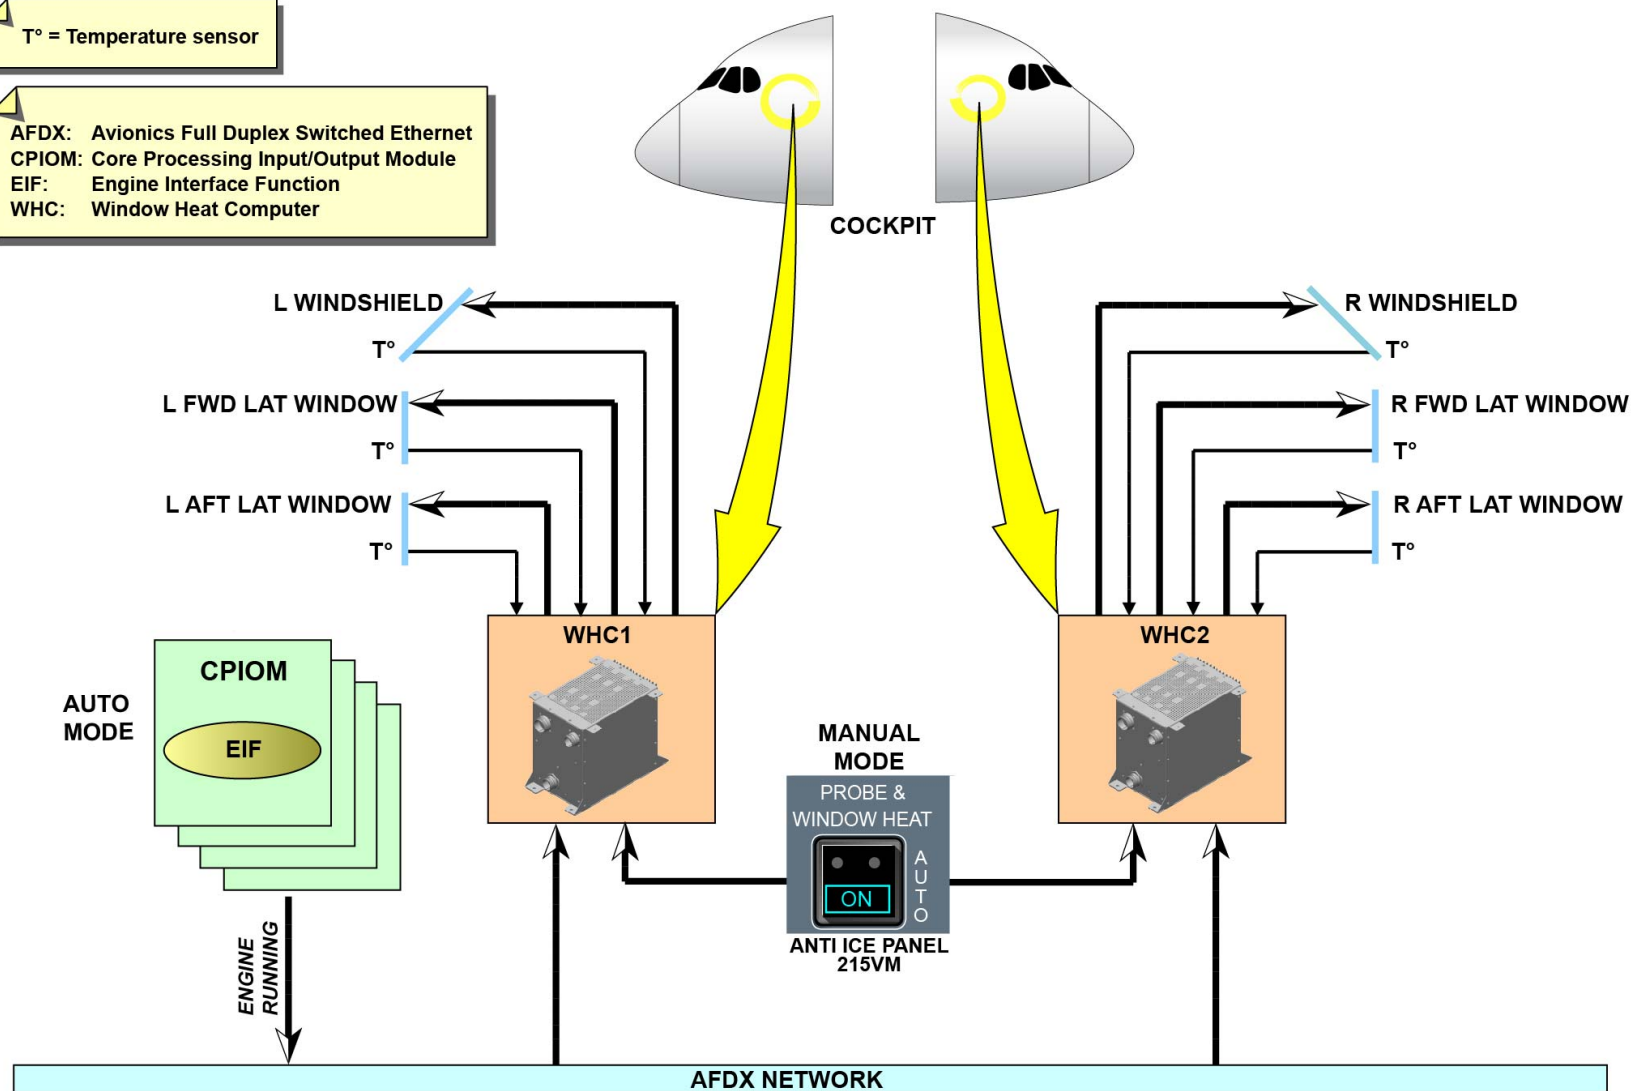 T° = Temperature sensor
AFDX: Avionics Full Duplex Switched Ethernet
CPIOM: Core Processing Input/Output Module
EIF: Engine Interface Function
WHC: Window Heat Computer
COCKPIT
L WINDSHIELD
T°
L FWD LAT WINDOW
T°
L AFT LAT WINDOW
T°
R WINDSHIELD
T°
R FWD LAT WINDOW
T°
R AFT LAT WINDOW
T°
WHC1
WHC2
AUTO
MODE
CPIOM
EIF
MANUAL
MODE
PROBE &
WINDOW HEAT
AUTO
ON
ANTI ICE PANEL
215VM
ENGINE
RUNNING
AFDX NETWORK